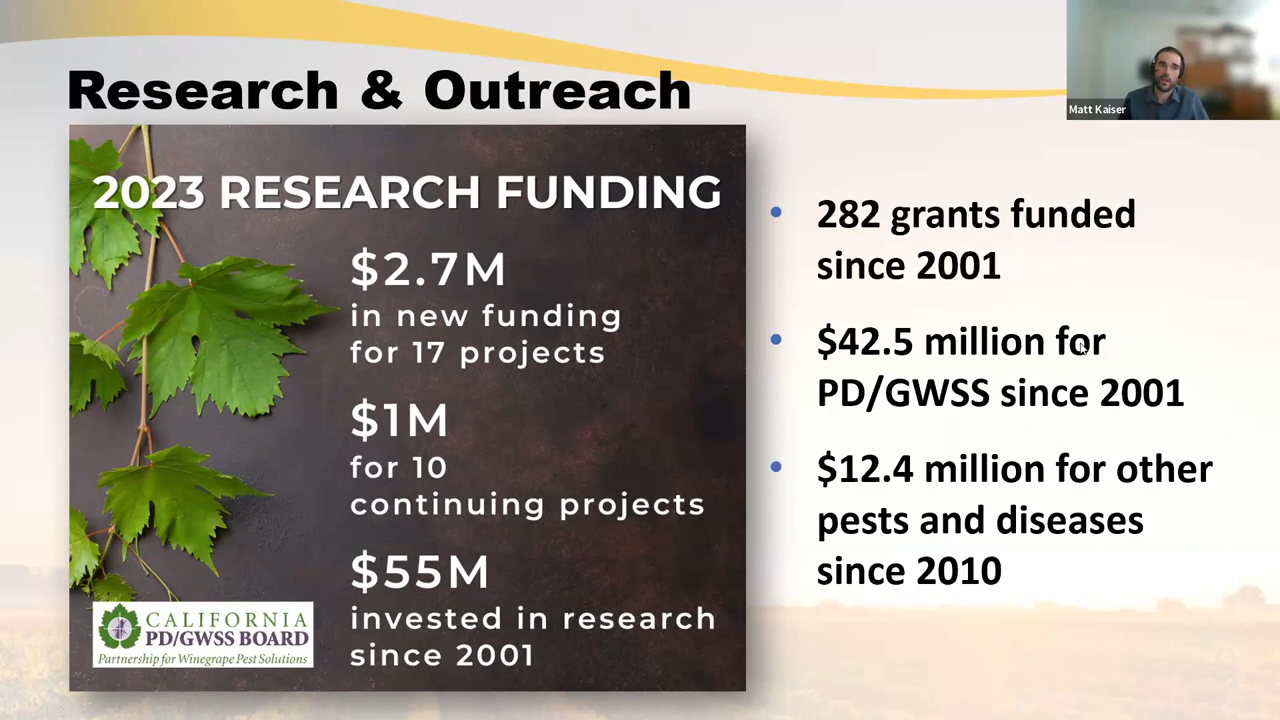 Research & Outreach
Matt Kaiser
2023 RESEARCH FUNDING
$2.7M
in new funding
for 17 projects
$1M
for 10
continuing projects
$55M
invested in research
since 2001
CALIFORNIA
PD/GWSS BOARD
Partnership for Winegrape Pest Solutions
• 282 grants funded
since 2001
• $42.5 million for
PD/GWSS since 2001
• $12.4 million for other
pests and diseases
since 2010